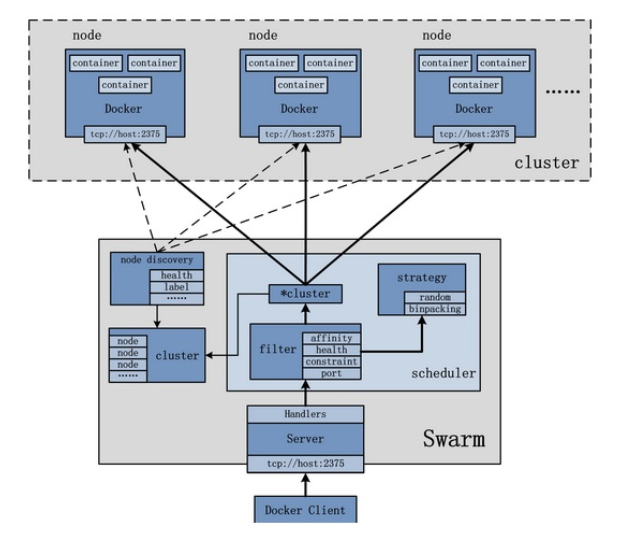 node
node
node
container
container
container
Docker
tcp://host:2375
container
container
container
Docker
tcp://host:2375
container
container
container
Docker
tcp://host:2375
......
cluster
node discovery
health
label
......
node
node
node
......
cluster
*cluster
strategy
random
binpacking
filter
affinity
health
constraint
port
scheduler
Handlers
Server
tcp://host:2375
Swarm
Docker Client